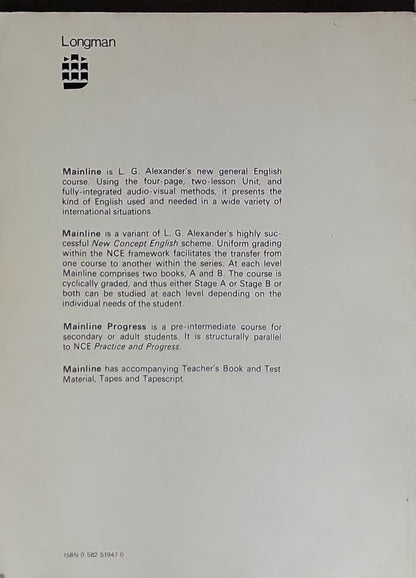 Longman
Mainline is L. G. Alexander's new general English
course. Using the four-page, two-lesson Unit, and
fully-integrated audio-visual methods, it presents the
kind of English used and needed in a wide variety of
international situations.
Mainline is a variant of L. G. Alexander's highly suc-
cessful New Concept English scheme. Uniform grading
within the NCE framework facilitates the transfer from
one course to another within the series. At each level
Mainline comprises two books, A and B. The course is
cyclically graded, and thus either Stage A or Stage B or
both can be studied at each level depending on the
individual needs of the student.
Mainline Progress is a pre-intermediate course for
secondary or adult students. It is structurally parallel
to NCE Practice and Progress.
Mainline has accompanying Teacher's Book and Test
Material, Tapes and Tapescript.
ISBN 0 582 51947 0